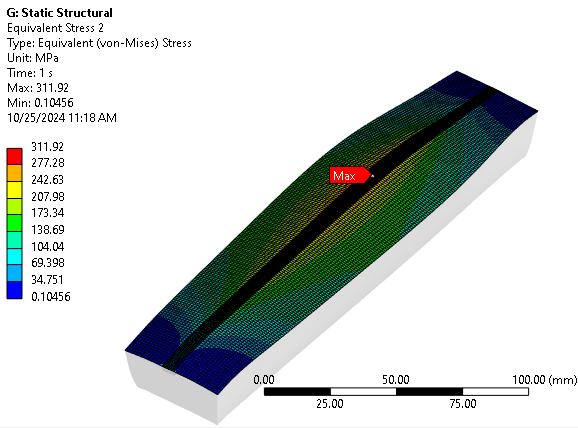 G: Static Structural
Equivalent Stress 2
Type: Equivalent (von-Mises) Stress
Unit: MPa
Time: 1 s
Max: 311.92
Min: 0.10456
10/25/2024 11:18 AM
311.92
277.28
242.63
207.98
173.34
138.69
104.04
69.398
34.751
0.10456
Max
0.00 50.00 100.00 (mm)
25.00 75.00